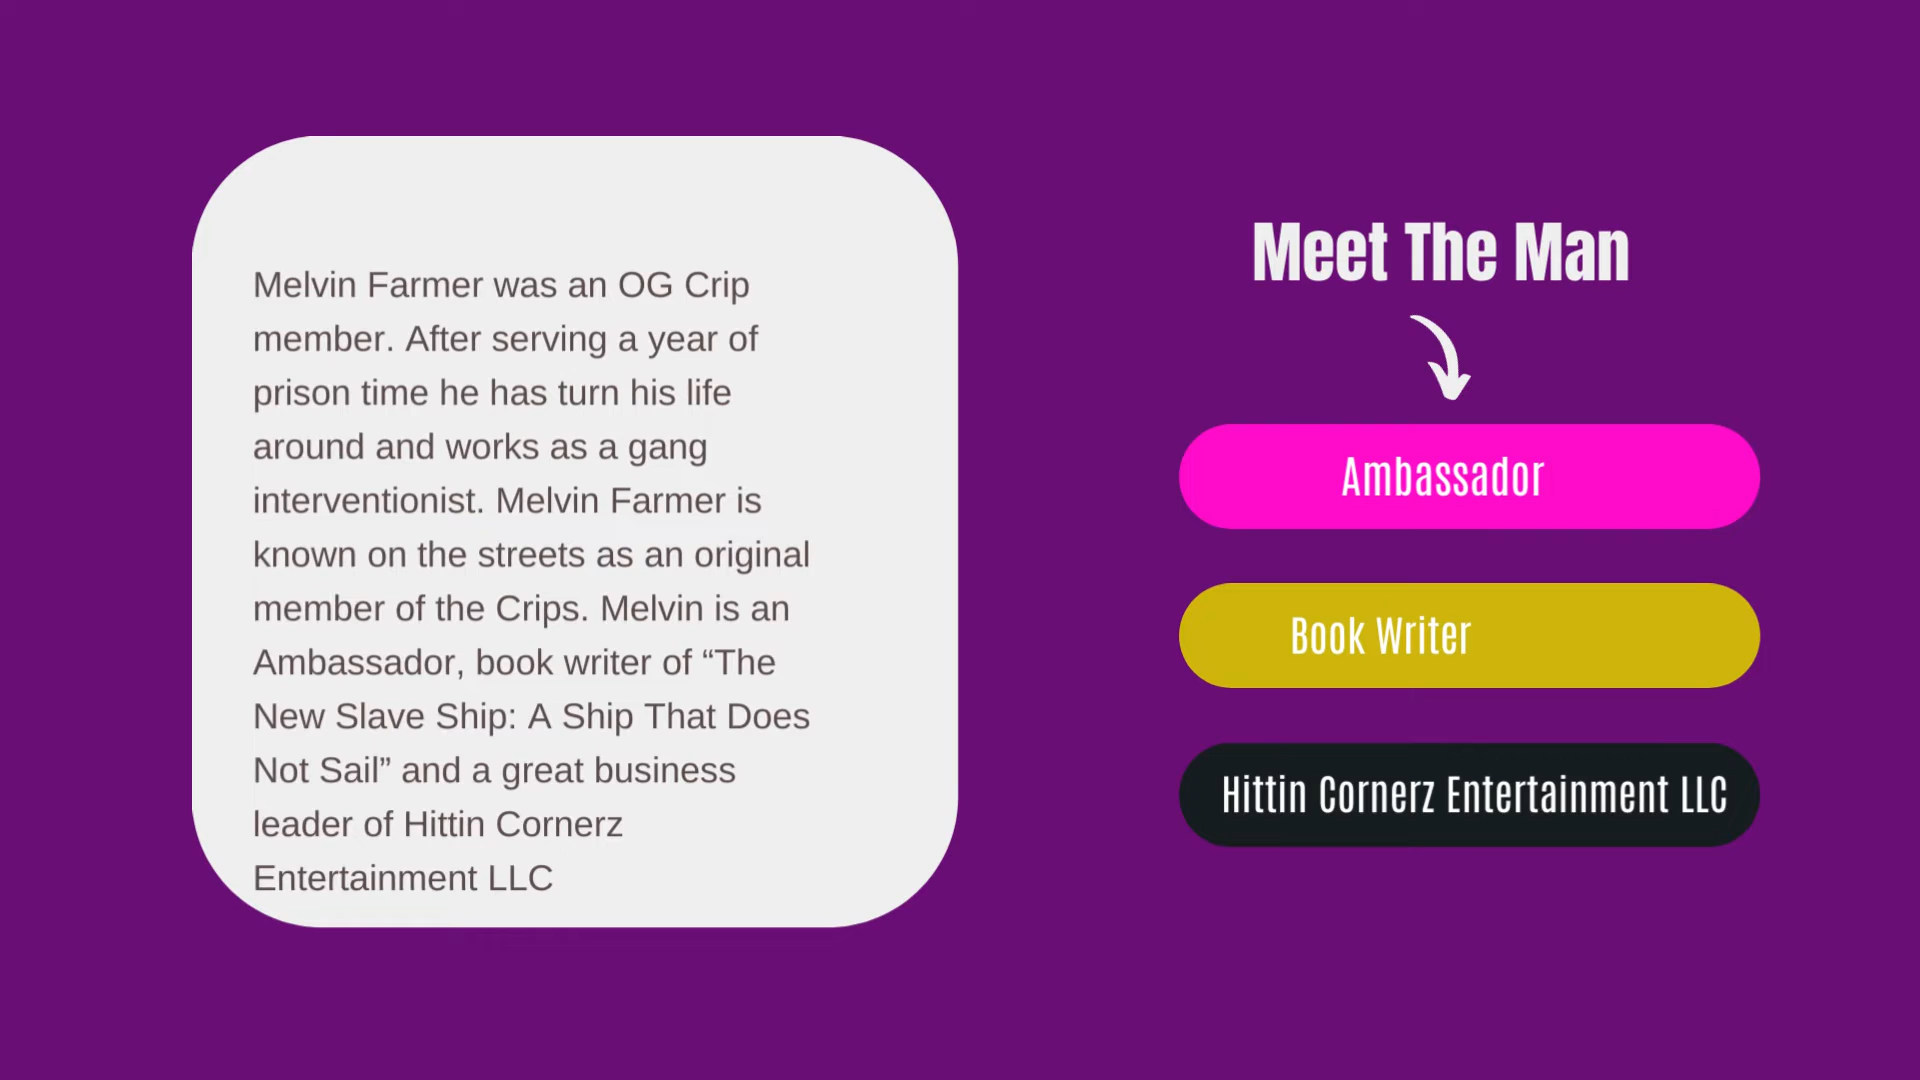 Melvin Farmer was an OG Crip
member. After serving a year of
prison time he has turn his life
around and works as a gang
interventionist. Melvin Farmer is
known on the streets as an original
member of the Crips. Melvin is an
Ambassador, book writer of “The
New Slave Ship: A Ship That Does
Not Sail” and a great business
leader of Hittin Cornerz
Entertainment LLC
Meet The Man
Ambassador
Book Writer
Hittin Cornerz Entertainment LLC